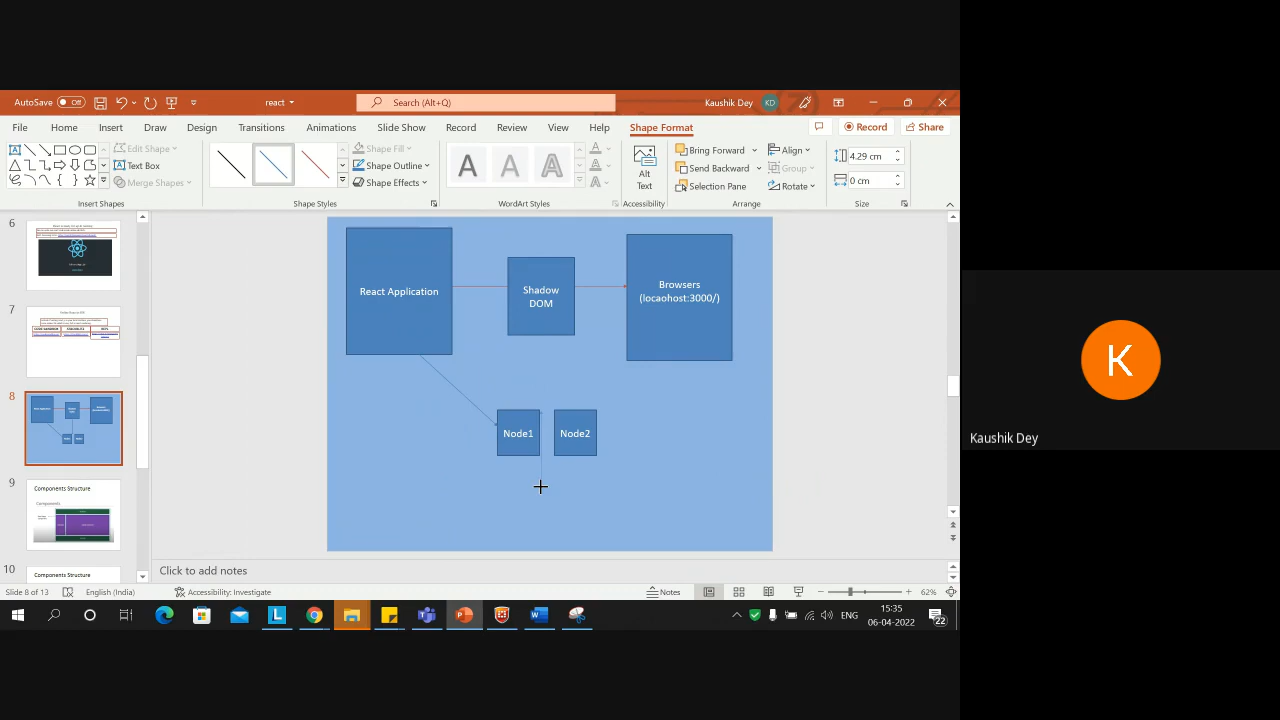 AutoSave Off
react
Search (Alt+Q)
Kaushik Dey
KD
File Home Insert Draw Design Transitions Animations Slide Show Record Review View Help Shape Format
Record
Share
Edit Shape
Text Box
Merge Shapes
Insert Shapes
Shape Fill
Shape Outline
Shape Effects
Shape Styles
A A A
WordArt Styles
Alt
Text
Accessibility
Bring Forward
Send Backward
Selection Pane
Align
Group
Rotate
Arrange
4.29 cm
0 cm
Size
6
7
8
9
Components Structure
10
Components Structure
React Application
Shadow
DOM
Browsers
(locaohost:3000/)
Node1
Node2
Click to add notes
Slide 8 of 13
English (India)
Accessibility: Investigate
Notes
62%
L
ENG
15:35
06-04-2022
22
K
Kaushik Dey